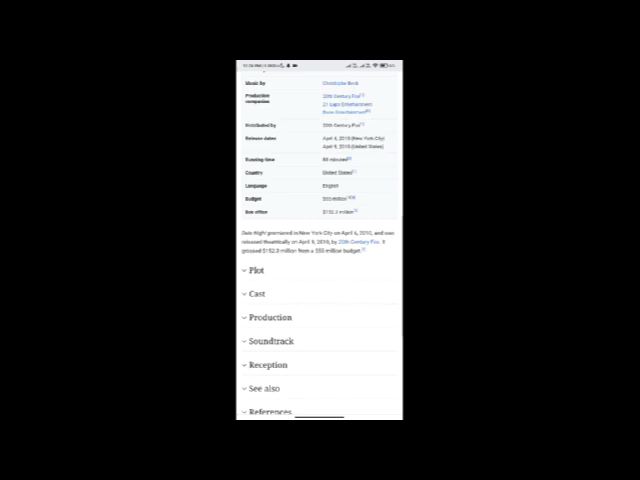 Music by Christophe Beck
Production companies 20th Century Fox[1]
21 Laps Entertainment
Distributed by 20th Century Fox[1]
Release dates April 6, 2010 (New York City)
April 9, 2010 (United States)
Running time 88 minutes
Country United States
Language English
Budget $55 million
Box office $152.3 million
Date Night premiered in New York City on April 6, 2010, and was
released theatrically on April 9, 2010, by 20th Century Fox. It
grossed $152.3 million from a $55 million budget.
Plot
Cast
Production
Soundtrack
Reception
See also
References